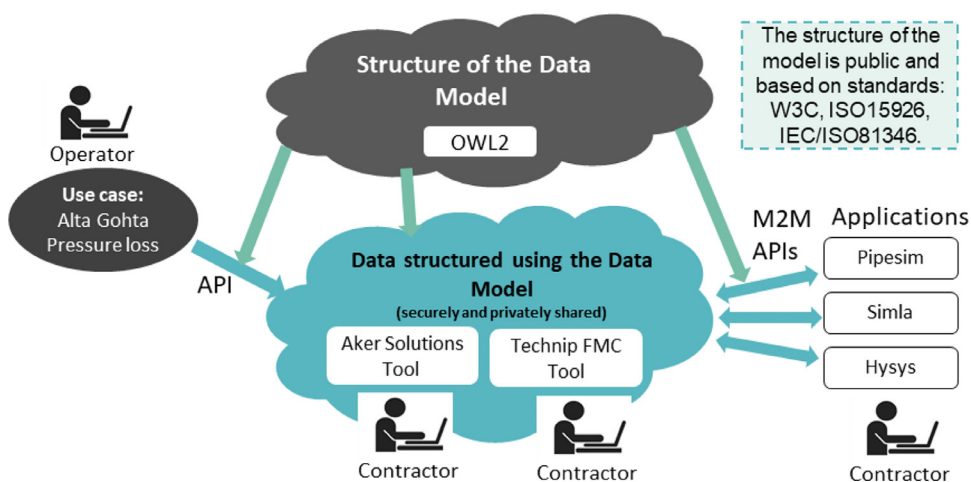 Structure of the Data
Model
OWL2
The structure of the
model is public and
based on standards:
W3C, ISO15926,
IEC/ISO81346.
Operator
Use case:
Alta Gohta
Pressure loss
API
Data structured using the Data
Model
(securely and privately shared)
Aker Solutions
Tool
Technip FMC
Tool
Contractor
Contractor
M2M
APIs
Applications
Pipesim
Simla
Hysys
Contractor